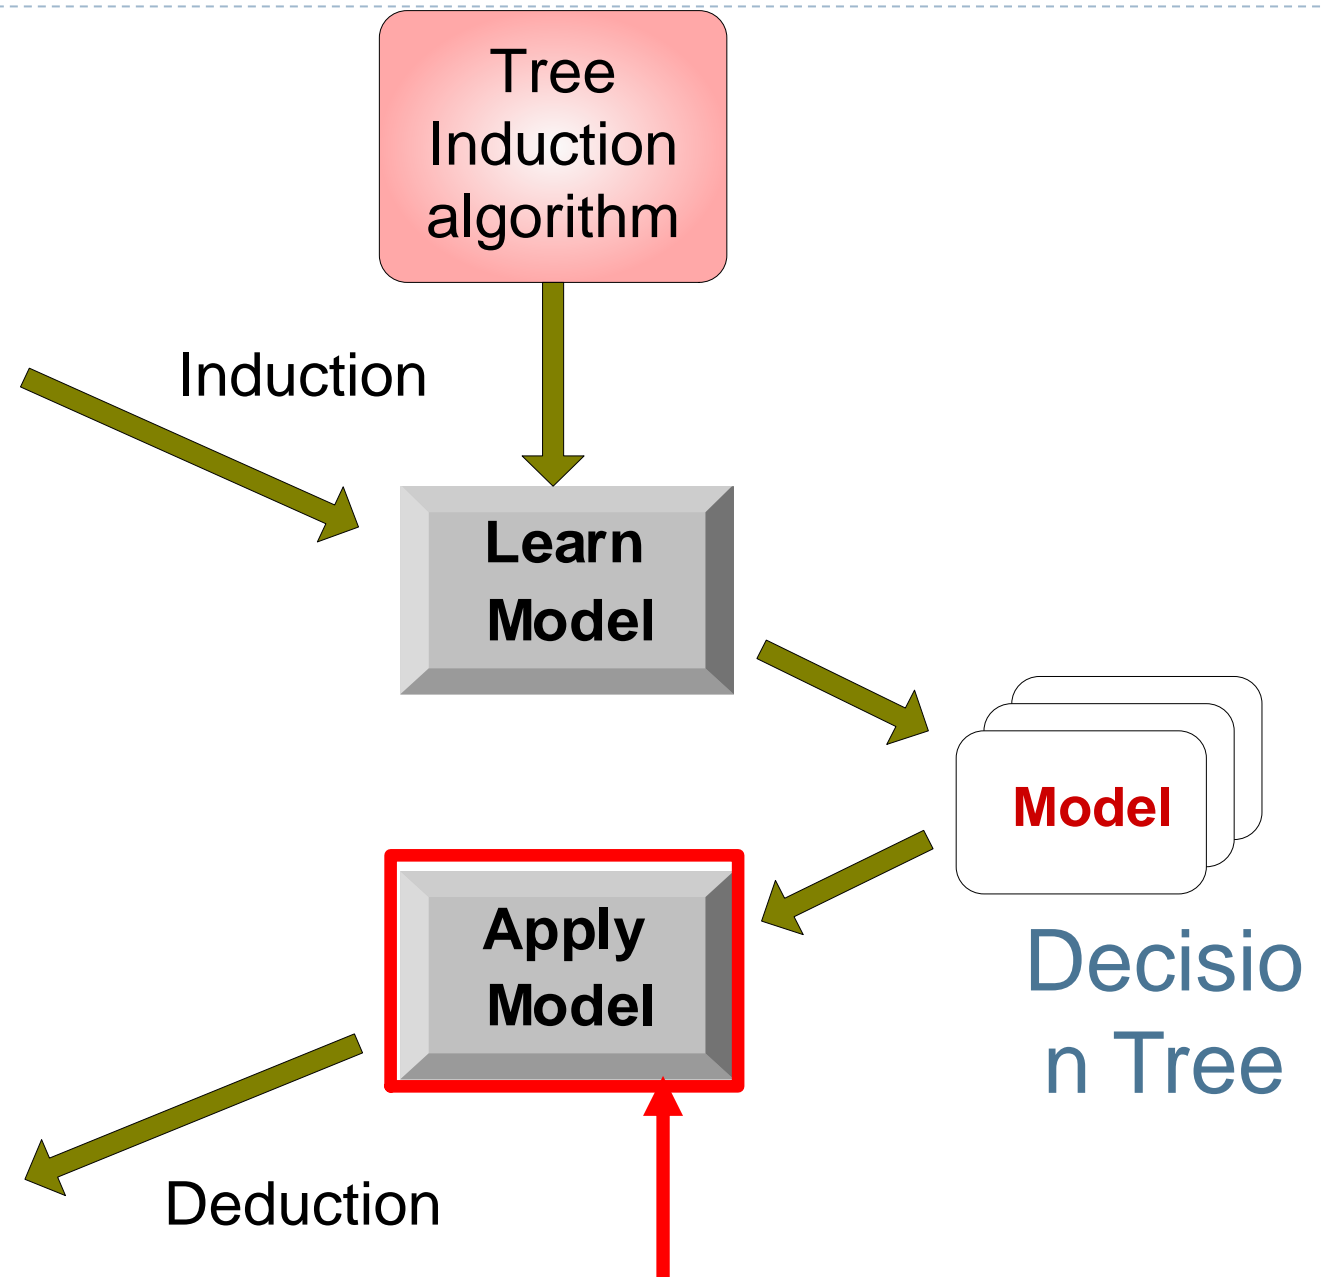 Tree
Induction
algorithm
Induction
Learn
Model
Model
Apply
Model
Decisio
n Tree
Deduction